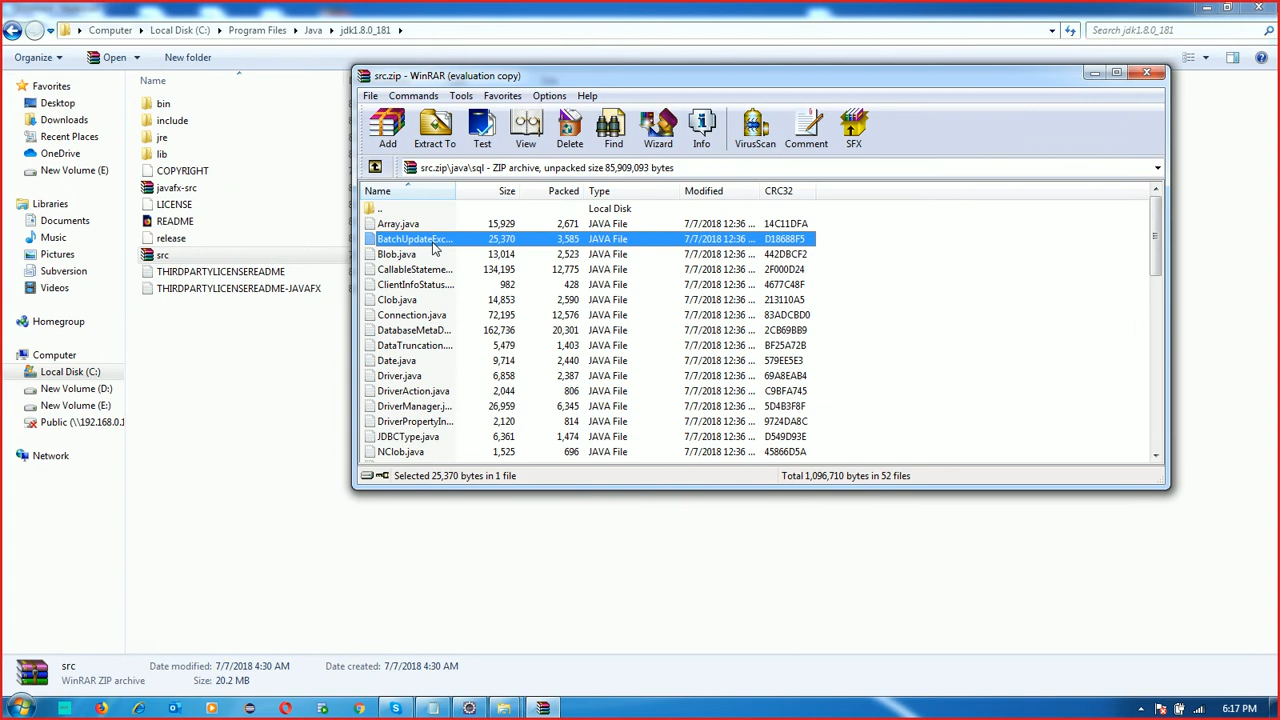 Computer ▸ Local Disk (C:) ▸ Program Files ▸ Java ▸ jdk1.8.0_181 ▸
Search jdk1.8.0_181
Organize Open New folder
Favorites
Desktop
Downloads
Recent Places
OneDrive
New Volume (E)
Libraries
Documents
Music
Pictures
Subversion
Videos
Homegroup
Computer
Local Disk (C:)
New Volume (D:)
New Volume (E:)
Public (\\192.168.0.1
Network
Name
bin
include
jre
lib
COPYRIGHT
javafx-src
LICENSE
README
release
src
THIRDPARTYLICENSEREADME
THIRDPARTYLICENSEREADME-JAVAFX
src.zip - WinRAR (evaluation copy)
File Commands Tools Favorites Options Help
Add Extract To Test View Delete Find Wizard Info VirusScan Comment SFX
src.zip\java\sql - ZIP archive, unpacked size 85,909,093 bytes
Name Size Packed Type Modified CRC32
.. Local Disk
Array.java 15,929 2,671 JAVA File 7/7/2018 12:36 ... 14C11DFA
BatchUpdateExc... 25,370 3,585 JAVA File 7/7/2018 12:36 ... D18688F5
Blob.java 13,014 2,523 JAVA File 7/7/2018 12:36 ... 442DBCF2
CallableStateme... 134,195 12,775 JAVA File 7/7/2018 12:36 ... 2F000D24
ClientInfoStatus.... 982 428 JAVA File 7/7/2018 12:36 ... 4677C48F
Clob.java 14,853 2,590 JAVA File 7/7/2018 12:36 ... 213110A5
Connection.java 72,195 12,576 JAVA File 7/7/2018 12:36 ... 83ADCBD0
DatabaseMetaD... 162,736 20,301 JAVA File 7/7/2018 12:36 ... 2CB69BB9
DataTruncation.... 5,479 1,403 JAVA File 7/7/2018 12:36 ... BF25A72B
Date.java 9,714 2,440 JAVA File 7/7/2018 12:36 ... 579EE5E3
Driver.java 6,858 2,387 JAVA File 7/7/2018 12:36 ... 69A8EAB4
DriverAction.java 2,044 806 JAVA File 7/7/2018 12:36 ... C9BFA745
DriverManager.j... 26,959 6,345 JAVA File 7/7/2018 12:36 ... 5D4B3F8F
DriverPropertyIn... 2,120 814 JAVA File 7/7/2018 12:36 ... 9724DA8C
JDBCType.java 6,361 1,474 JAVA File 7/7/2018 12:36 ... D549D93E
NClob.java 1,525 696 JAVA File 7/7/2018 12:36 ... 45866D5A
Selected 25,370 bytes in 1 file Total 1,096,710 bytes in 52 files
src Date modified: 7/7/2018 4:30 AM Date created: 7/7/2018 4:30 AM
WinRAR ZIP archive Size: 20.2 MB
6:17 PM